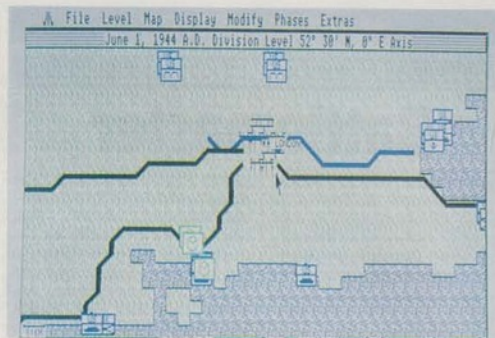 File Level Map Display Modify Phases Extras
June 1, 1944 A.D. Division Level 52° 30' N, 0° E Axis